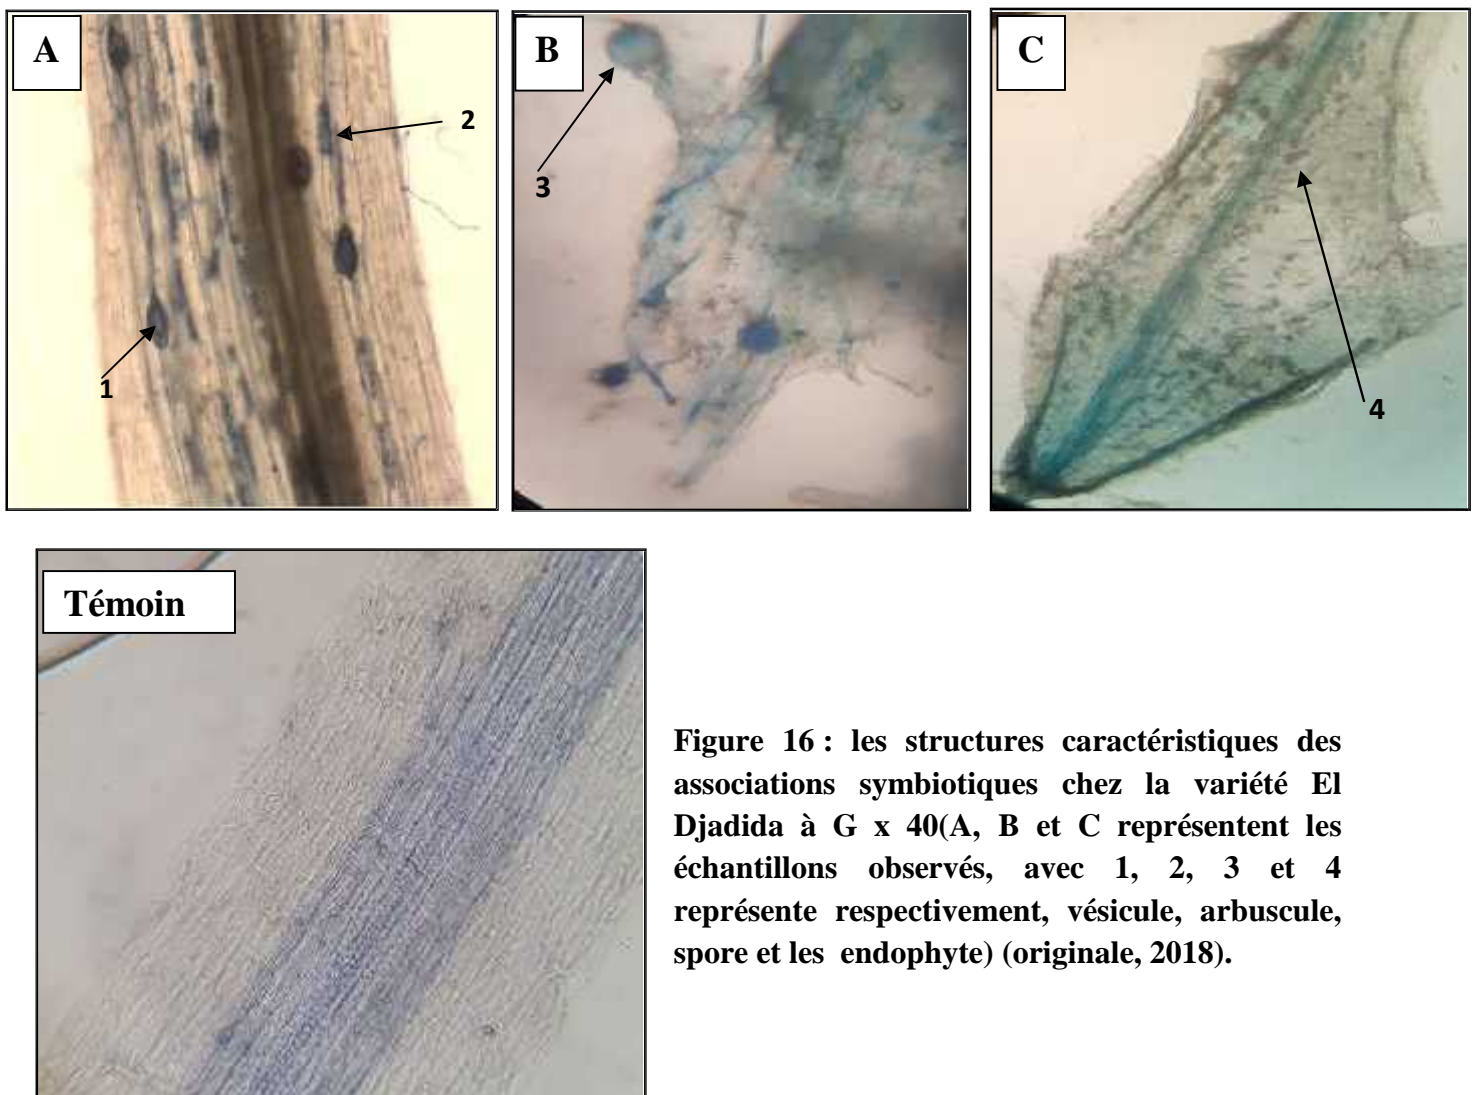 A
B
C
2
3
1
4
Témoin
Figure 16 : les structures caractéristiques des
associations symbiotiques chez la variété El
Djadida à G x 40(A, B et C représentent les
échantillons observés, avec 1, 2, 3 et 4
représente respectivement, vésicule, arbuscule,
spore et les endophyte) (originale, 2018).